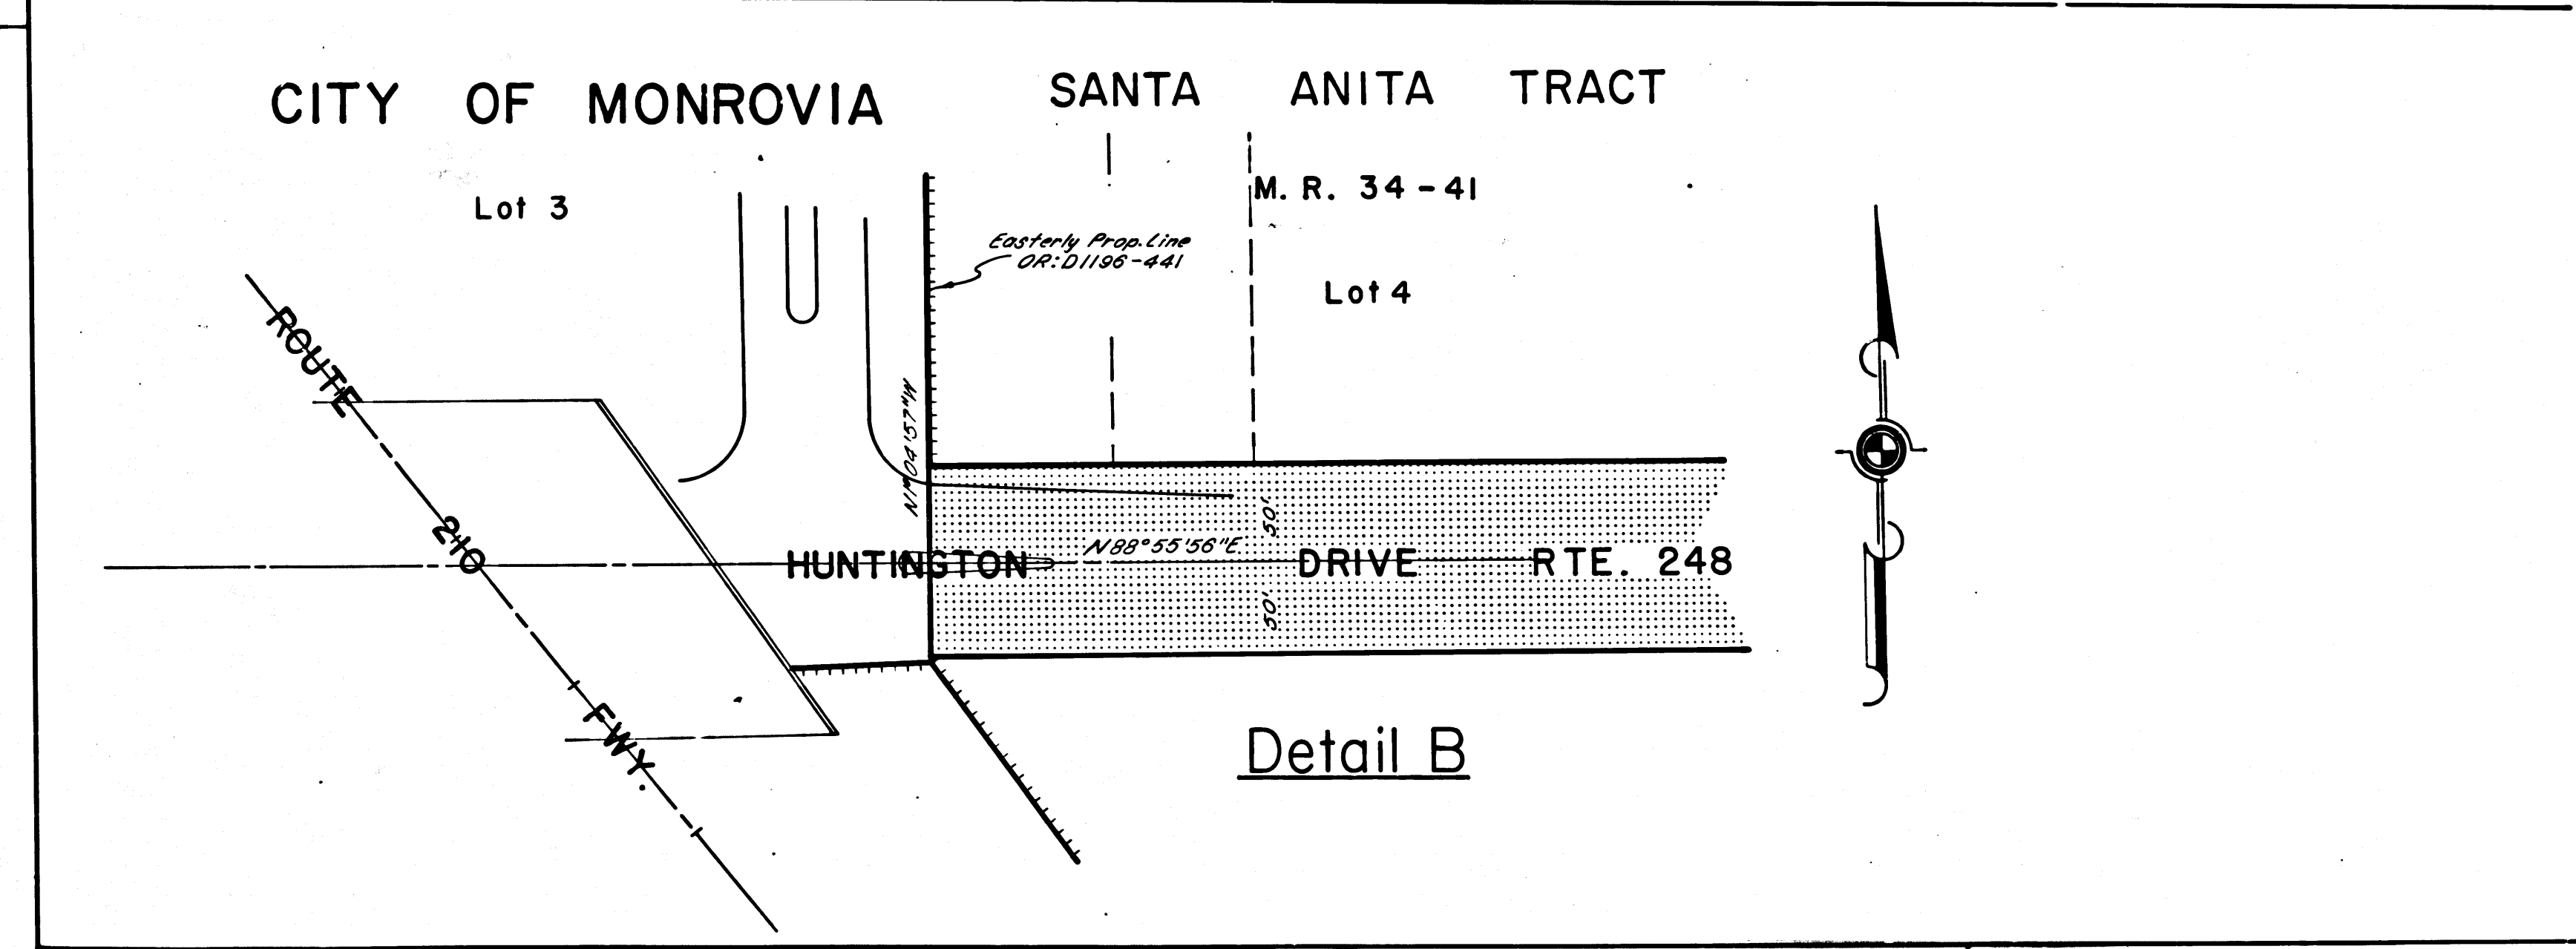 CITY OF MONROVIA
SANTA ANITA TRACT
Lot 3
M. R. 34-41
Easterly Prop. Line
OR: D1196-441
Lot 4
ROUTE 210 FWY.
N 1°04'57"W
50'
N88°55'56"E
HUNTINGTON DRIVE RTE. 248
50'
Detail B